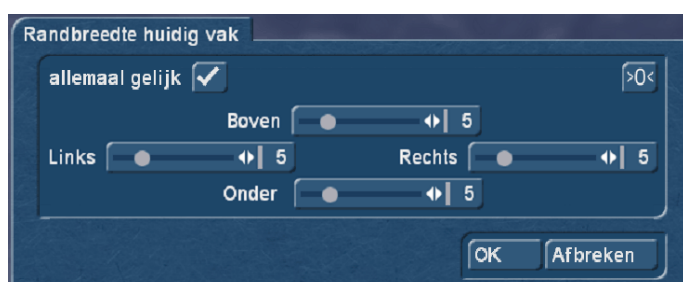 Randbreedte huidig vak
allemaal gelijk >0<
Boven 5
Links 5 Rechts 5
Onder 5
OK Afbreken